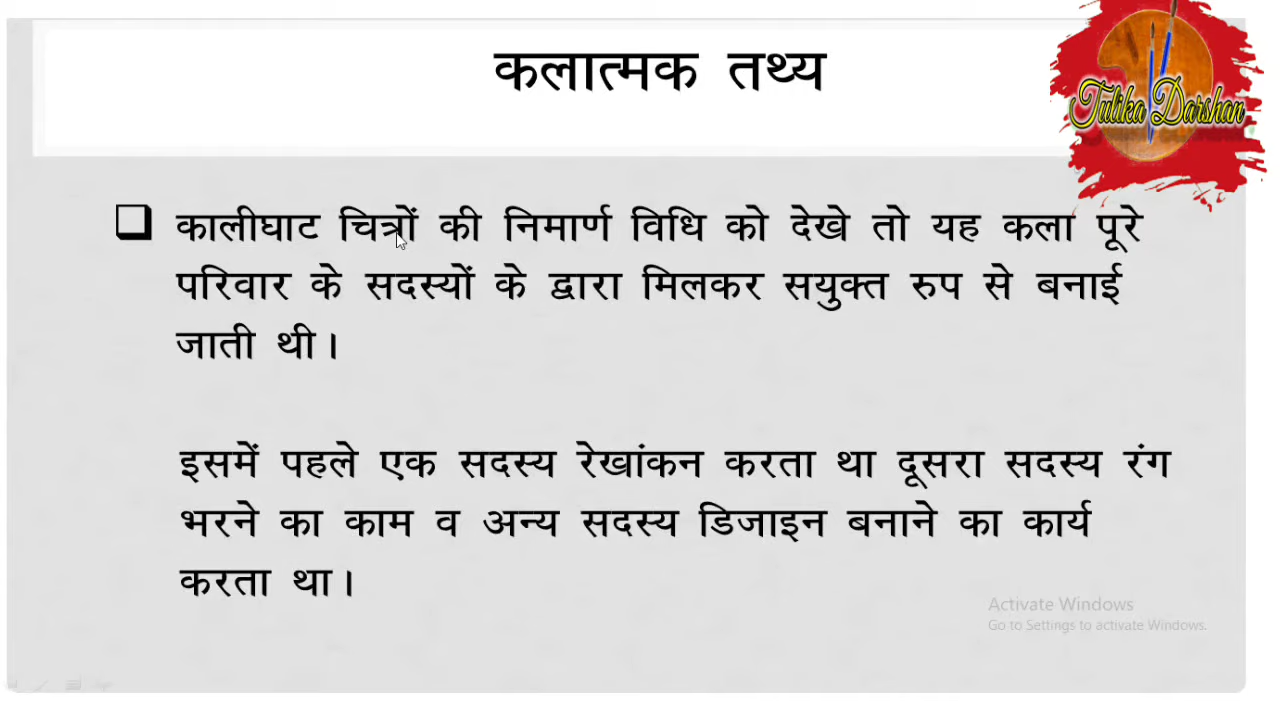 कलात्मक तथ्य
Tulika Darshan
❑ कालीघाट चित्रों की निमार्ण विधि को देखे तो यह कला पूरे
परिवार के सदस्यों के द्वारा मिलकर सयुक्त रुप से बनाई
जाती थी।
इसमें पहले एक सदस्य रेखांकन करता था दूसरा सदस्य रंग
भरने का काम व अन्य सदस्य डिजाइन बनाने का कार्य
करता था।
Activate Windows
Go to Settings to activate Windows.